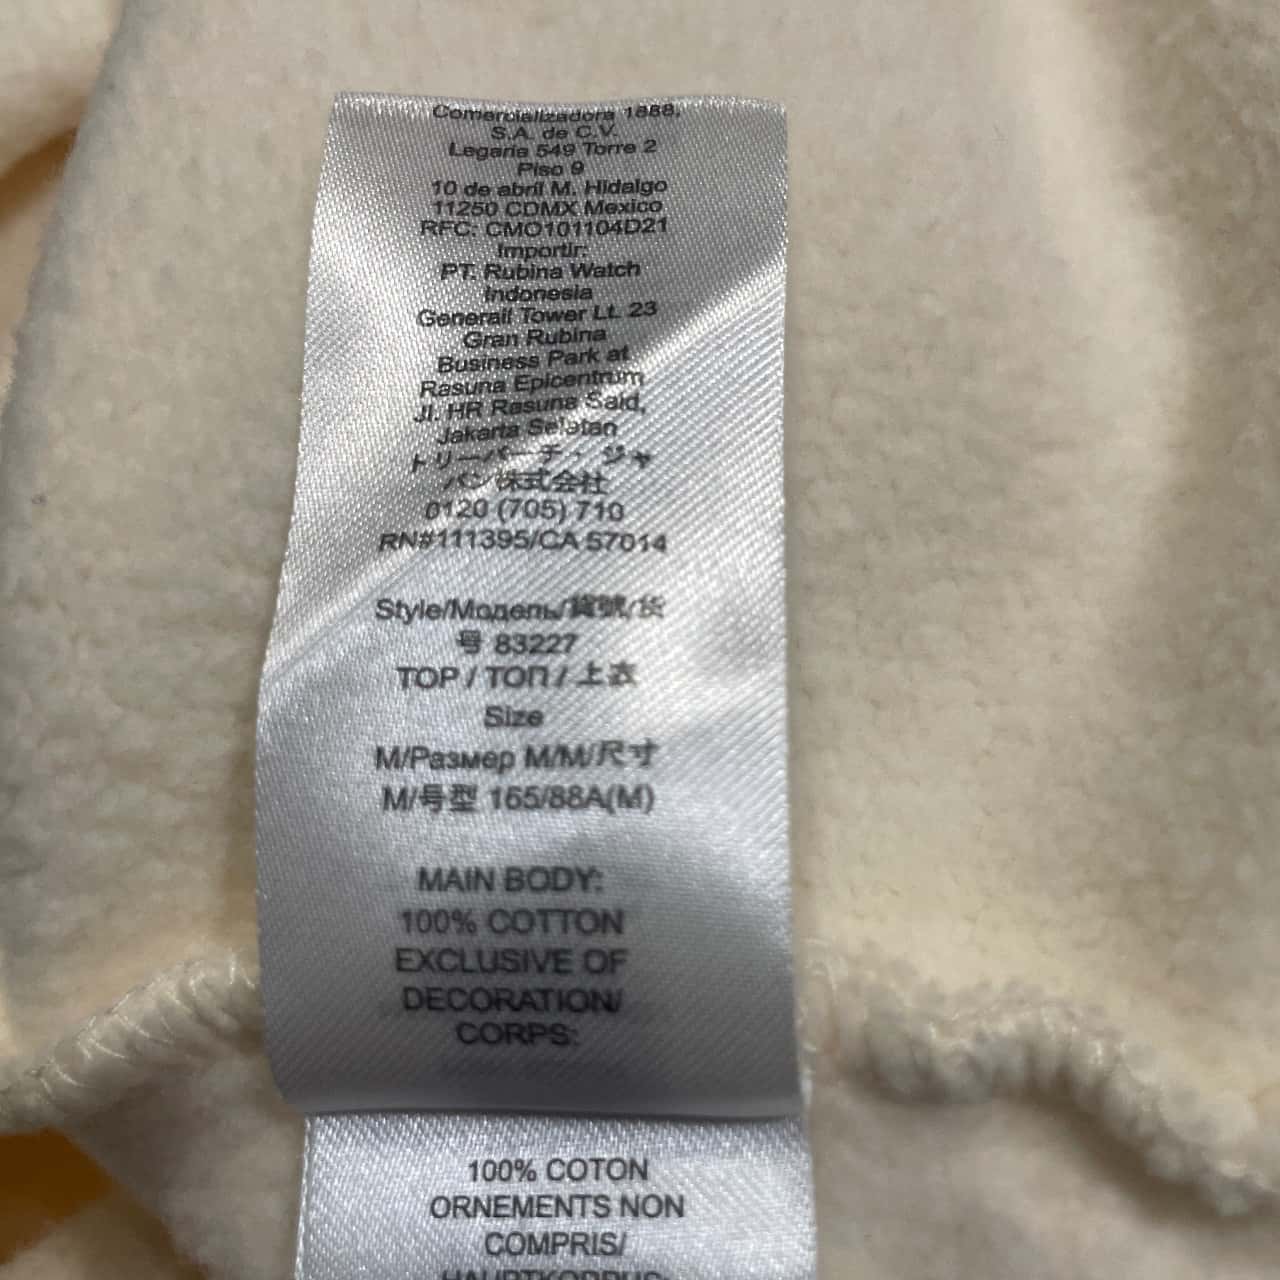 Comercializadora 1888,
S.A. de C.V.
Legaria 549 Torre 2
Piso 9
10 de abril M. Hidalgo
11250 CDMX Mexico
RFC: CMO101104D21
Importir:
PT. Rubina Watch
Indonesia
Generali Tower Lt. 23
Gran Rubina
Business Park at
Rasuna Epicentrum
Jl. HR Rasuna Said,
Jakarta Selatan
トリーバーチ・ジャ
パン株式会社
0120 (705) 710
RN#111395/CA 57014
Style/Модель/貨號/货
号 83227
TOP / ТОП / 上衣
Size
M/Размер M/M/尺寸
M/号型 165/88A(M)
MAIN BODY:
100% COTTON
EXCLUSIVE OF
DECORATION/
CORPS:
100% COTON
ORNEMENTS NON
COMPRIS/
HAUPTKORPUS: